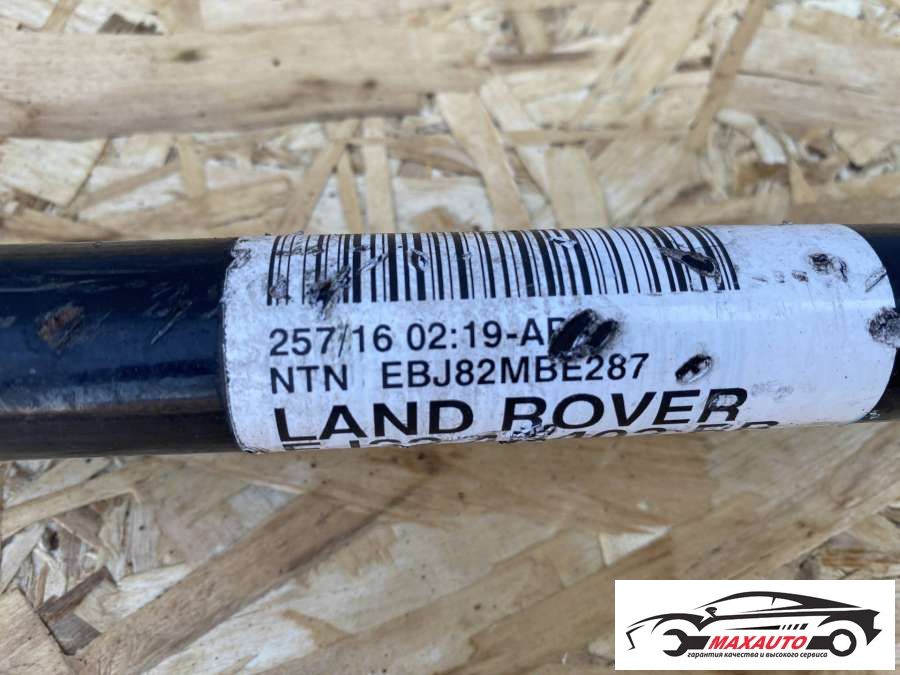 257/16 02:19-AP
NTN EBJ82MBE287
LAND ROVER
MAXAUTO
гарантия качества и высокого сервиса